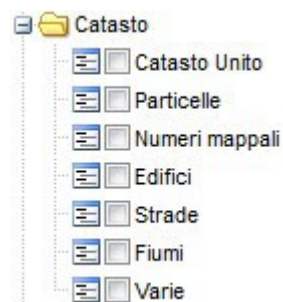 Catasto
Catasto Unito
Particelle
Numeri mappali
Edifici
Strade
Fiumi
Varie